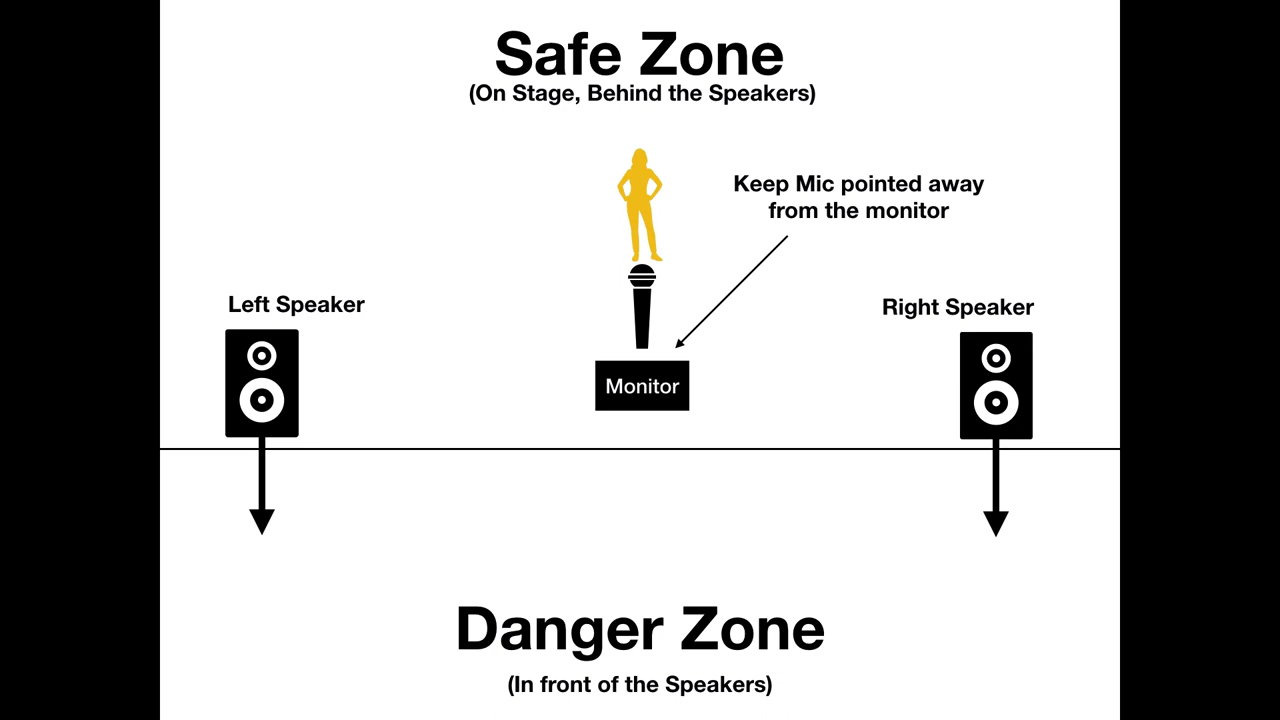 Safe Zone
(On Stage, Behind the Speakers)
Keep Mic pointed away
from the monitor
Left Speaker
Right Speaker
Monitor
Danger Zone
(In front of the Speakers)